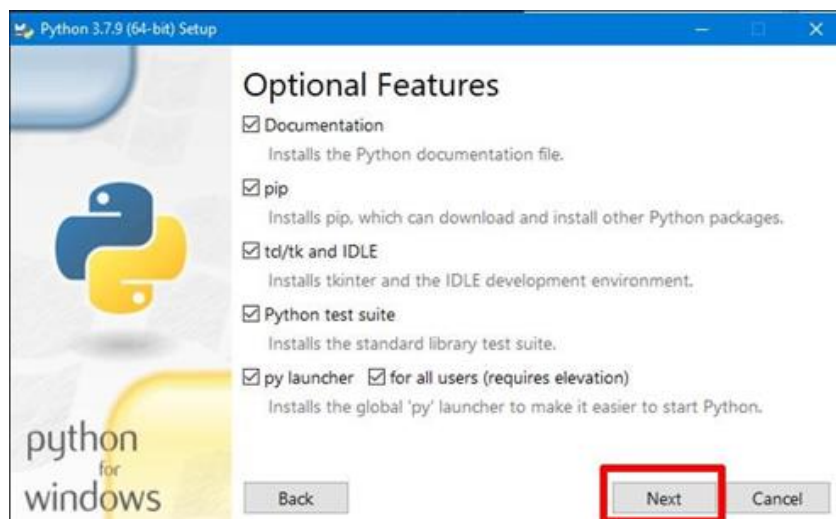 Python 3.7.9 (64-bit) Setup
Optional Features
Documentation
Installs the Python documentation file.
pip
Installs pip, which can download and install other Python packages.
tcl/tk and IDLE
Installs tkinter and the IDLE development environment.
Python test suite
Installs the standard library test suite.
py launcher for all users (requires elevation)
Installs the global 'py' launcher to make it easier to start Python.
python
for
windows
Back Next Cancel